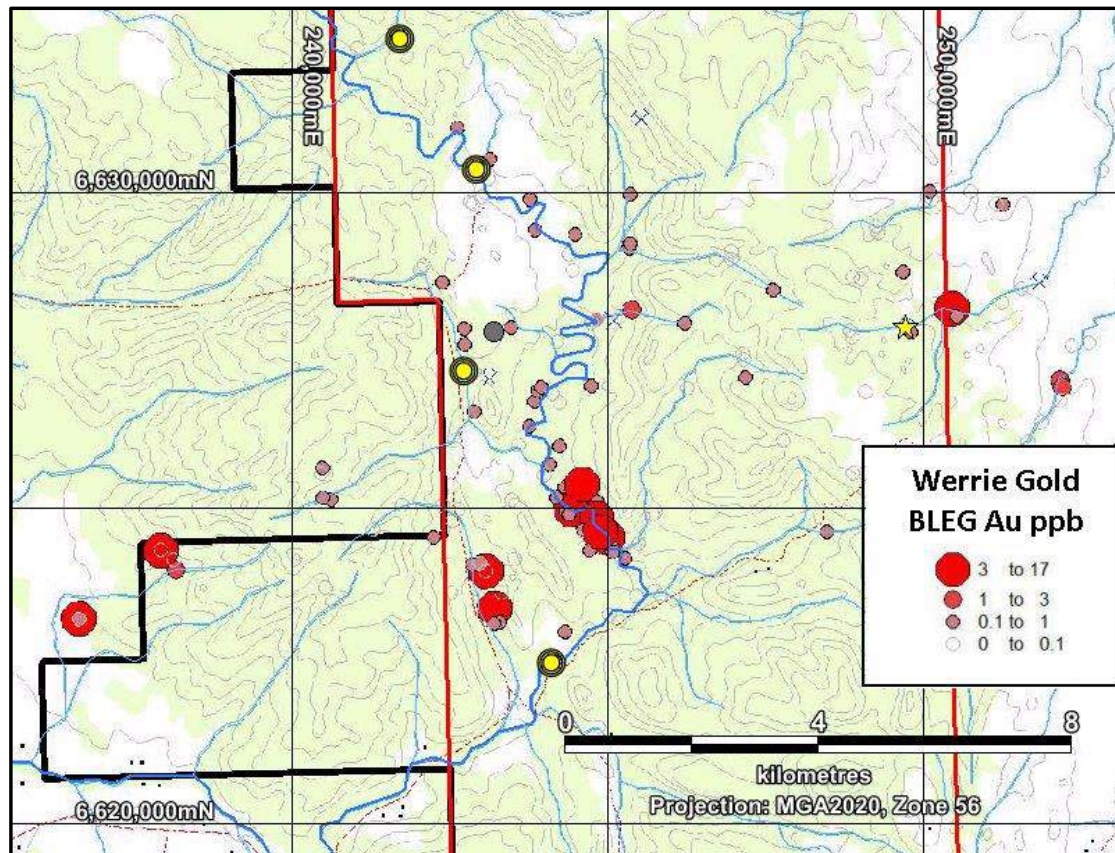 240,000mE
250,000mE
6,630,000mN
Werrie Gold
BLEG Au ppb
3 to 17
1 to 3
0.1 to 1
0 to 0.1
0 4 8
kilometres
Projection: MGA2020, Zone 56
6,620,000mN